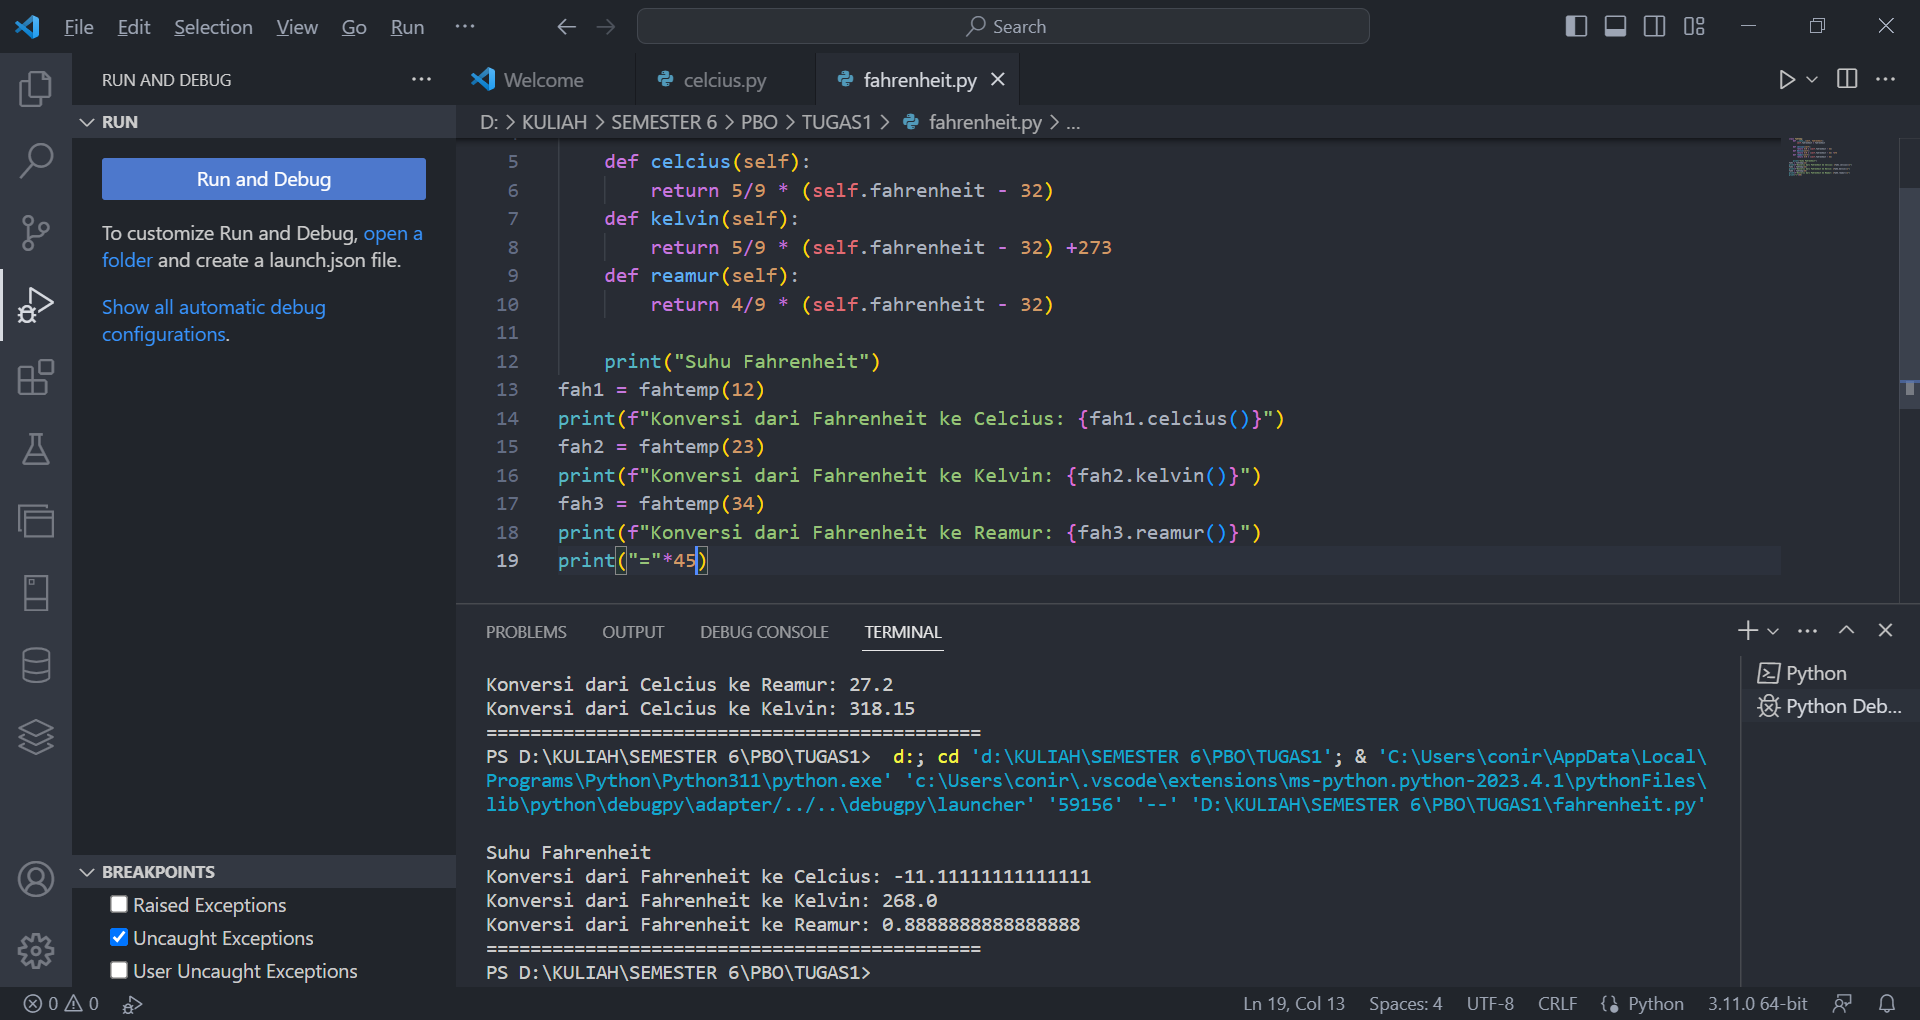 File Edit Selection View Go Run ··· Search
RUN AND DEBUG ···
RUN
Run and Debug
To customize Run and Debug, open a
folder and create a launch.json file.
Show all automatic debug
configurations.
BREAKPOINTS
Raised Exceptions
Uncaught Exceptions
User Uncaught Exceptions
Welcome celcius.py fahrenheit.py
D: > KULIAH > SEMESTER 6 > PBO > TUGAS1 > fahrenheit.py > ...
5 def celcius(self):
6 return 5/9 * (self.fahrenheit - 32)
7 def kelvin(self):
8 return 5/9 * (self.fahrenheit - 32) +273
9 def reamur(self):
10 return 4/9 * (self.fahrenheit - 32)
11
12 print("Suhu Fahrenheit")
13 fah1 = fahtemp(12)
14 print(f"Konversi dari Fahrenheit ke Celcius: {fah1.celcius()}")
15 fah2 = fahtemp(23)
16 print(f"Konversi dari Fahrenheit ke Kelvin: {fah2.kelvin()}")
17 fah3 = fahtemp(34)
18 print(f"Konversi dari Fahrenheit ke Reamur: {fah3.reamur()}")
19 print("="*45)
PROBLEMS OUTPUT DEBUG CONSOLE TERMINAL
Konversi dari Celcius ke Reamur: 27.2
Konversi dari Celcius ke Kelvin: 318.15
=============================================
PS D:\KULIAH\SEMESTER 6\PBO\TUGAS1>  d:; cd 'd:\KULIAH\SEMESTER 6\PBO\TUGAS1'; & 'C:\Users\conir\AppData\Local\
Programs\Python\Python311\python.exe' 'c:\Users\conir\.vscode\extensions\ms-python.python-2023.4.1\pythonFiles\
lib\python\debugpy\adapter/../..\debugpy\launcher' '59156' '--' 'D:\KULIAH\SEMESTER 6\PBO\TUGAS1\fahrenheit.py'
Suhu Fahrenheit
Konversi dari Fahrenheit ke Celcius: -11.11111111111111
Konversi dari Fahrenheit ke Kelvin: 268.0
Konversi dari Fahrenheit ke Reamur: 0.8888888888888888
=============================================
PS D:\KULIAH\SEMESTER 6\PBO\TUGAS1>
Python
Python Deb...
0 0
Ln 19, Col 13 Spaces: 4 UTF-8 CRLF Python 3.11.0 64-bit